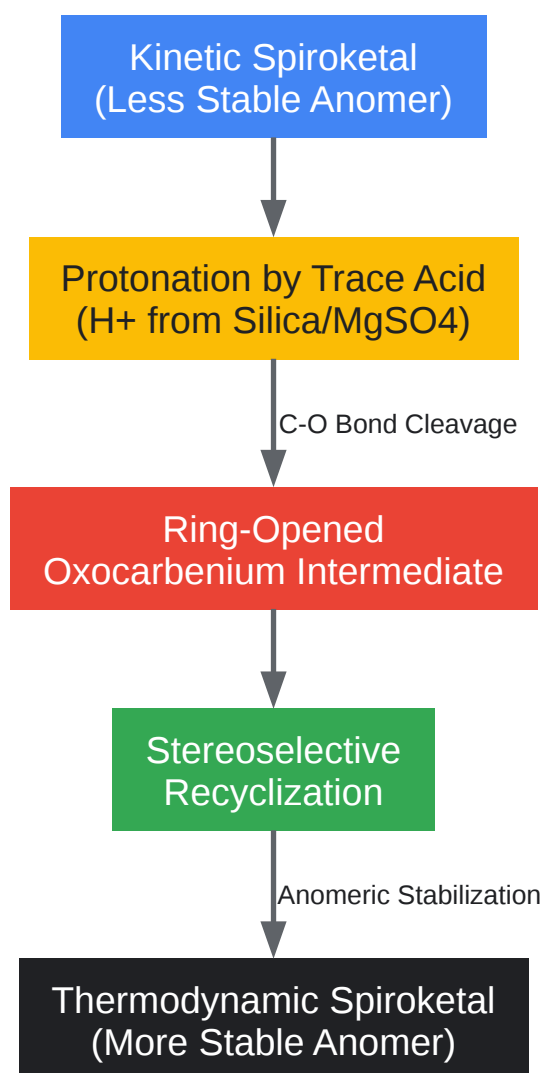 Kinetic Spiroketal
(Less Stable Anomer)
Protonation by Trace Acid
(H+ from Silica/MgSO4)
C-O Bond Cleavage
Ring-Opened
Oxocarbenium Intermediate
Stereoselective
Recyclization
Anomeric Stabilization
Thermodynamic Spiroketal
(More Stable Anomer)